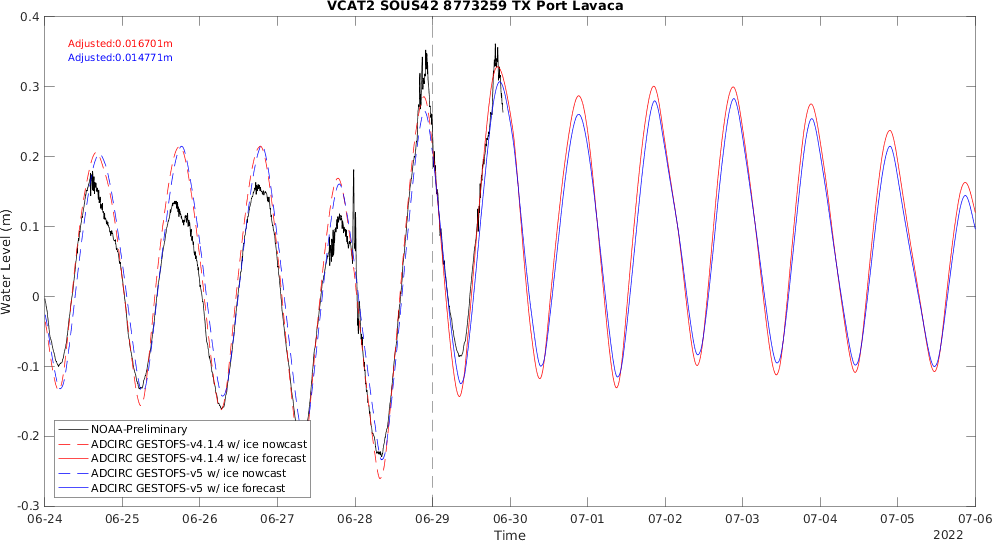 VCAT2 SOUS42 8773259 TX Port Lavaca
Adjusted:0.016701m
Adjusted:0.014771m
Water Level (m)
0.4
0.3
0.2
0.1
0
-0.1
-0.2
-0.3
NOAA-Preliminary
ADCIRC GESTOFS-v4.1.4 w/ ice nowcast
ADCIRC GESTOFS-v4.1.4 w/ ice forecast
ADCIRC GESTOFS-v5 w/ ice nowcast
ADCIRC GESTOFS-v5 w/ ice forecast
06-24 06-25 06-26 06-27 06-28 06-29 06-30 07-01 07-02 07-03 07-04 07-05 07-06
Time
2022